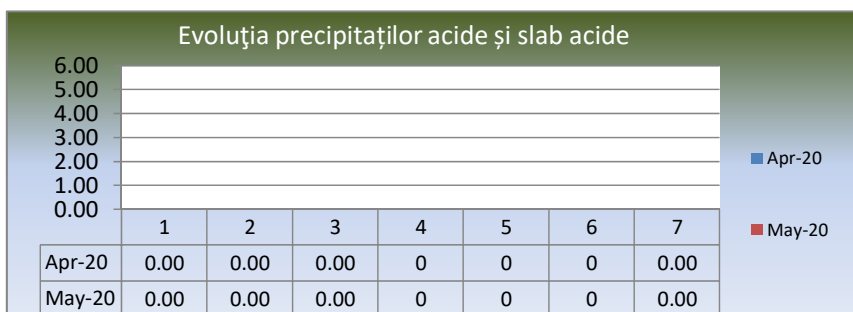 Evoluţia precipitaților acide și slab acide
6.00
5.00
4.00
3.00
2.00
1.00
0.00
1 2 3 4 5 6 7
Apr-20 0.00 0.00 0.00 0 0 0 0.00
May-20 0.00 0.00 0.00 0 0 0 0.00
Apr-20
May-20